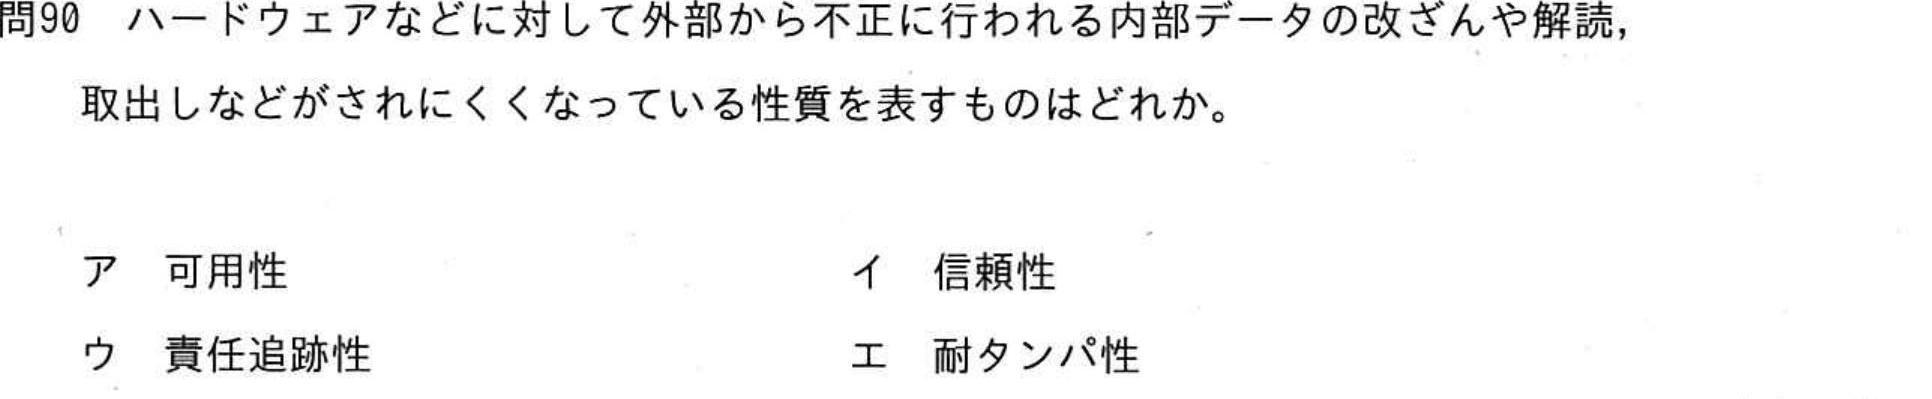 問90　ハードウェアなどに対して外部から不正に行われる内部データの改ざんや解読，
取出しなどがされにくくなっている性質を表すものはどれか。
ア　可用性　イ　信頼性
ウ　責任追跡性　エ　耐タンパ性